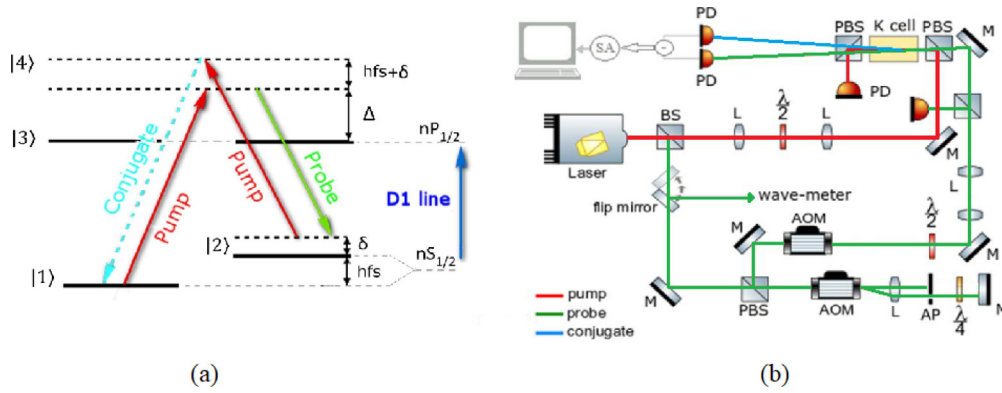 |4⟩
hfs+δ
Δ
|3⟩
nP1/2
Conjugate
Pump
Pump
Probe
D1 line
|2⟩
δ
nS1/2
hfs
|1⟩
(a)
SA
-
PD
PD
PBS
K cell
PBS
M
PD
BS
L
λ/2
L
M
Laser
flip mirror
wave-meter
L
AOM
λ/2
L
M
M
M
PBS
AOM
L
AP
λ/4
M
pump
probe
conjugate
(b)